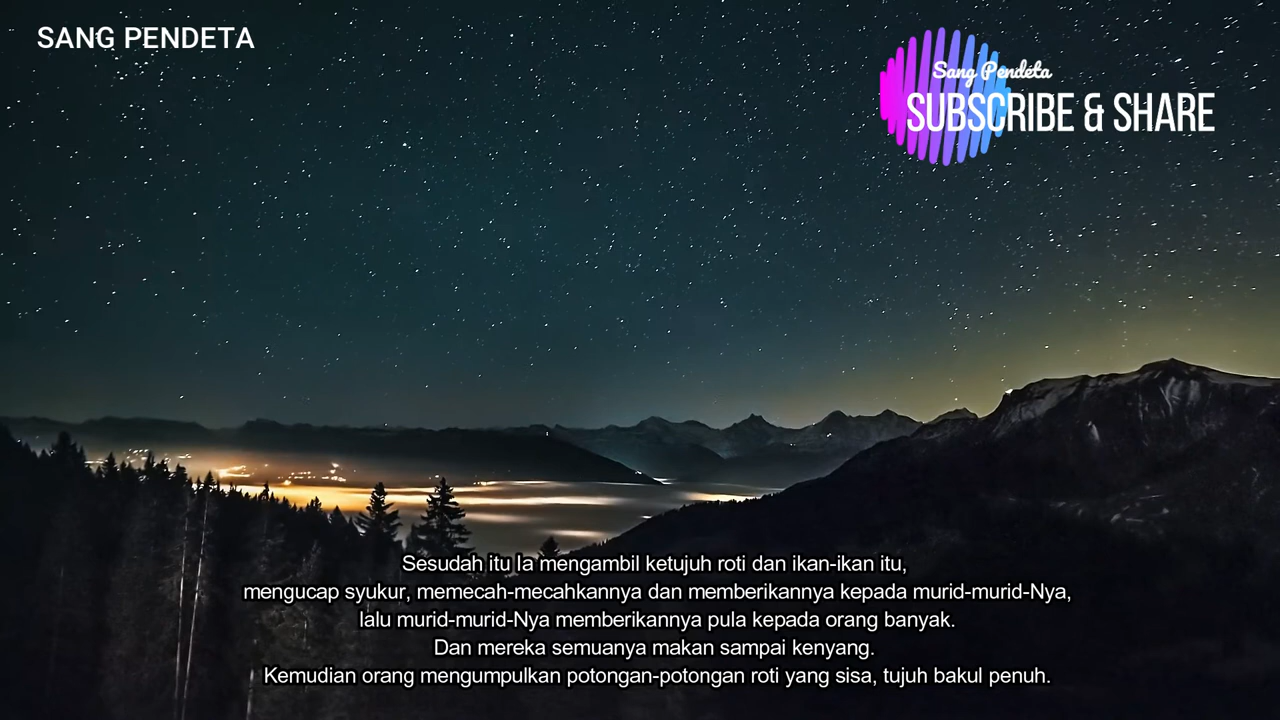 SANG PENDETA
Sang Pendeta
SUBSCRIBE & SHARE
Sesudah itu Ia mengambil ketujuh roti dan ikan-ikan itu,
mengucap syukur, memecah-mecahkannya dan memberikannya kepada murid-murid-Nya,
lalu murid-murid-Nya memberikannya pula kepada orang banyak.
Dan mereka semuanya makan sampai kenyang.
Kemudian orang mengumpulkan potongan-potongan roti yang sisa, tujuh bakul penuh.